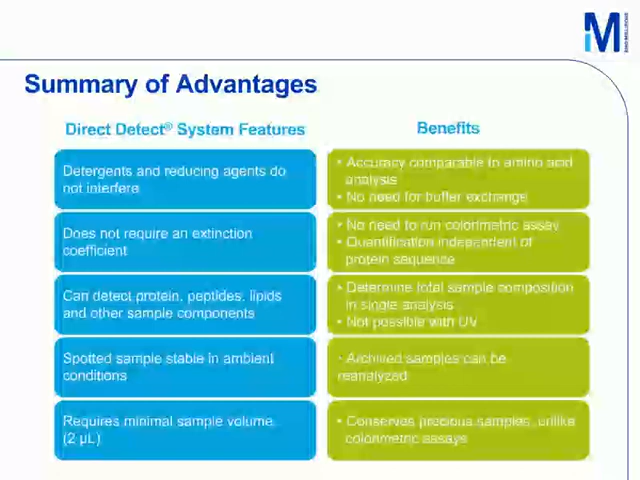 Summary of Advantages
Direct Detect® System Features
Benefits
Detergents and reducing agents do
not interfere
• Accuracy comparable to amino acid
analysis
• No need for buffer exchange
Does not require an extinction
coefficient
• No need to run colorimetric assay
• Quantification independent of
protein sequence
Can detect protein, peptides, lipids
and other sample components
• Determine total sample composition
in single analysis
• Not possible with UV
Spotted sample stable in ambient
conditions
• Archived samples can be
reanalyzed
Requires minimal sample volume
(2 µL)
• Conserves precious samples, unlike
colorimetric assays